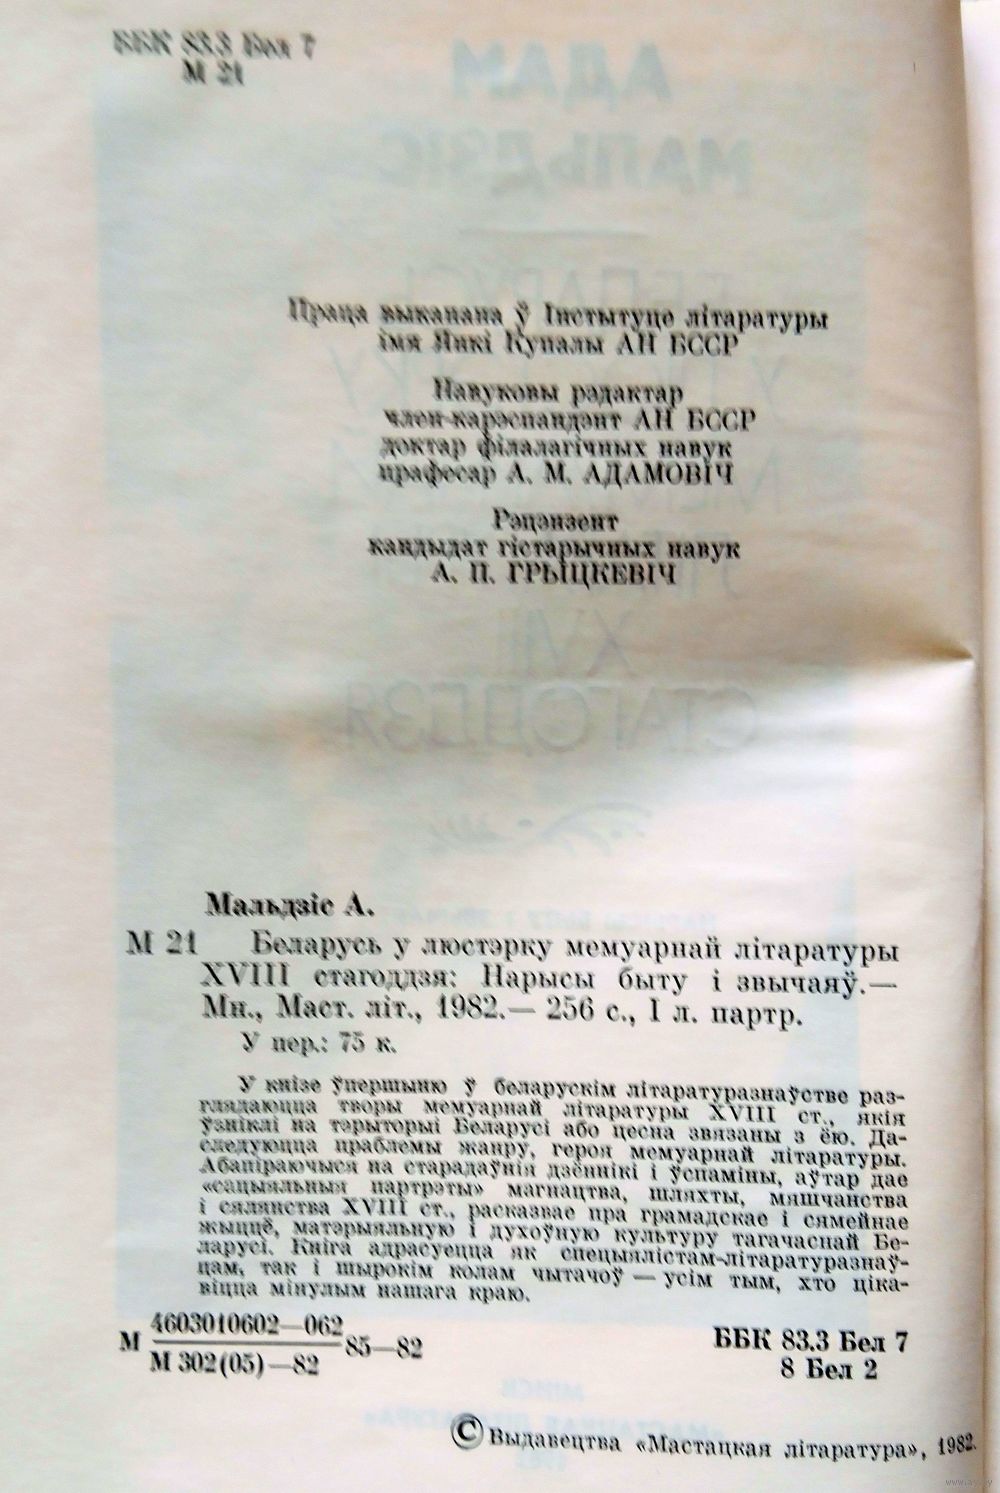 ББК 83.3 Бел 7
М 21
Праца выканана ў Інстытуце літаратуры
імя Янкі Купалы АН БССР
Навуковы рэдактар
член-карэспандэнт АН БССР
доктар філалагічных навук
прафесар А. М. АДАМОВІЧ
Рэцэнзент
кандыдат гістарычных навук
А. П. ГРЫЦКЕВІЧ
Мальдзіс А.
М 21 Беларусь у люстэрку мемуарнай літаратуры
XVIII стагоддзя: Нарысы быту і звычаяў.—
Мн., Маст. літ., 1982.— 256 с., І л. партр.
У пер.: 75 к.
У кнізе ўпершыню ў беларускім літаратуразнаўстве раз-
глядаюцца творы мемуарнай літаратуры XVIII ст., якія
ўзніклі на тэрыторыі Беларусі або цесна звязаны з ёю. Да-
следуюцца праблемы жанру, героя мемуарнай літаратуры.
Абапіраючыся на старадаўнія дзённікі і ўспаміны, аўтар дае
«сацыяльныя партрэты» магнацтва, шляхты, мяшчанства
і сялянства XVIII ст., расказвае пра грамадскае і сямейнае
жыццё, матэрыяльную і духоўную культуру тагачаснай Бе-
ларусі. Кніга адрасуецца як спецыялістам-літаратуразнаў-
цам, так і шырокім колам чытачоў — усім тым, хто ціка-
віцца мінулым нашага краю.
М 4603010602—062 85—82
М 302(05)—82
ББК 83.3 Бел 7
8 Бел 2
© Выдавецтва «Мастацкая літаратура», 1982.